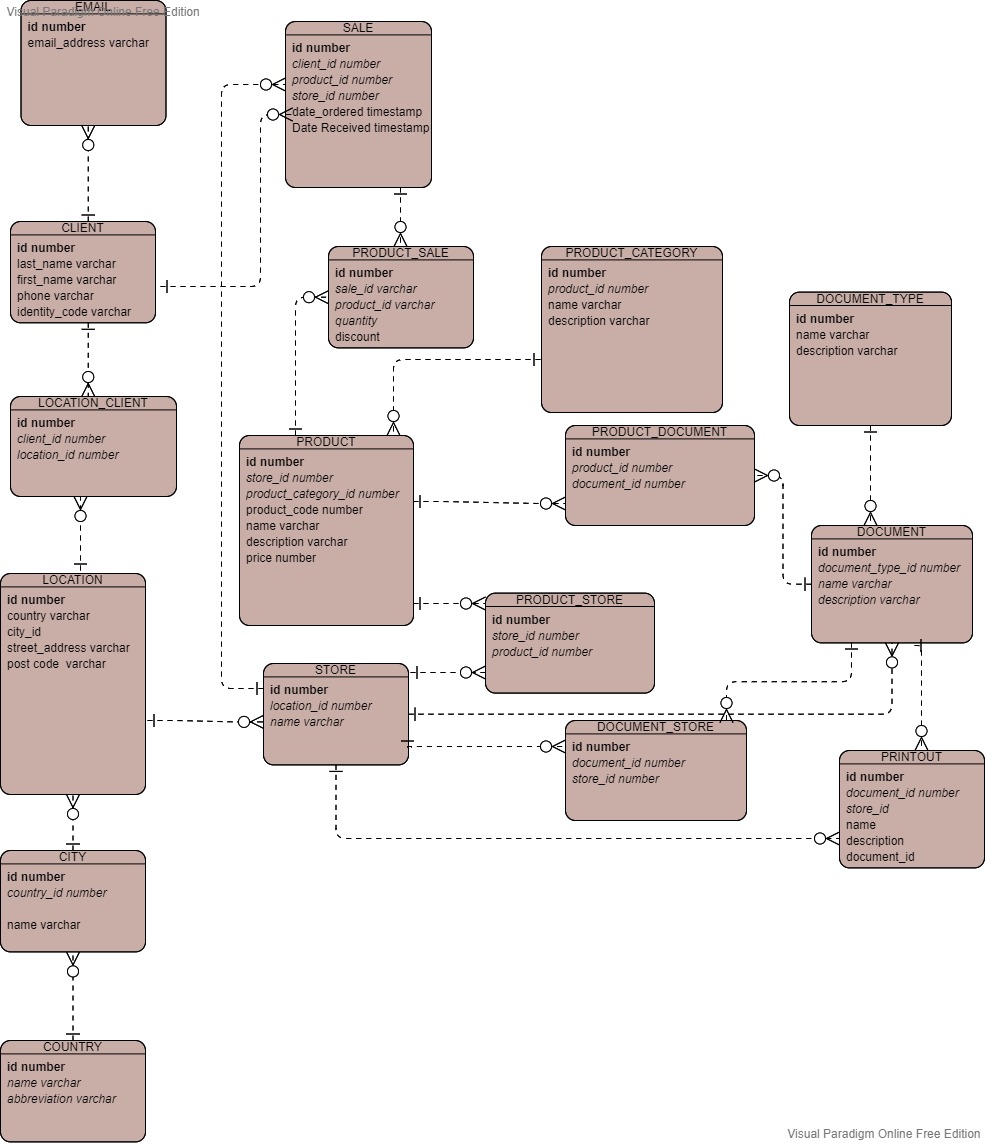 Visual Paradigm Online Free Edition
EMAIL
id number
email_address varchar
SALE
id number
client_id number
product_id number
store_id number
date_ordered timestamp
Date Received timestamp
CLIENT
id number
last_name varchar
first_name varchar
phone varchar
identity_code varchar
PRODUCT_SALE
id number
sale_id varchar
product_id varchar
quantity
discount
PRODUCT_CATEGORY
id number
product_id number
name varchar
description varchar
DOCUMENT_TYPE
id number
name varchar
description varchar
LOCATION_CLIENT
id number
client_id number
location_id number
PRODUCT
id number
store_id number
product_category_id number
product_code number
name varchar
description varchar
price number
PRODUCT_DOCUMENT
id number
product_id number
document_id number
DOCUMENT
id number
document_type_id number
name varchar
description varchar
LOCATION
id number
country varchar
city_id
street_address varchar
post code  varchar
PRODUCT_STORE
id number
store_id number
product_id number
STORE
id number
location_id number
name varchar
DOCUMENT_STORE
id number
document_id number
store_id number
PRINTOUT
id number
document_id number
store_id
name
description
document_id
CITY
id number
country_id number
name varchar
COUNTRY
id number
name varchar
abbreviation varchar
Visual Paradigm Online Free Edition